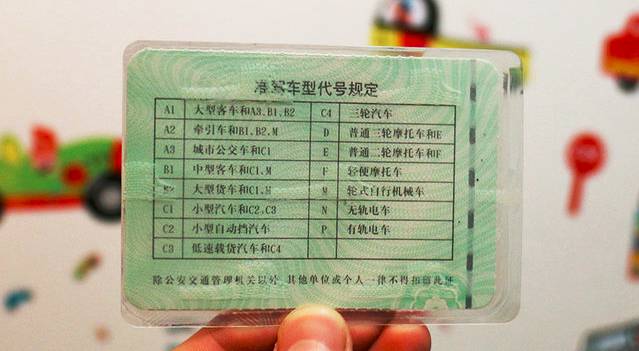 准驾车型代号规定
A1 大型客车和A3.B1.B2 C4 三轮汽车
A2 牵引车和B1.B2.M D 普通三轮摩托车和E
A3 城市公交车和C1 E 普通二轮摩托车和F
B1 中型客车和C1.M F 轻便摩托车
B2 大型货车和C1.M M 轮式自行机械车
C1 小型汽车和C2.C3 N 无轨电车
C2 小型自动挡汽车 P 有轨电车
C3 低速载货汽车和C4
除公安交通管理机关以外 其他单位或个人一律不得扣留此证